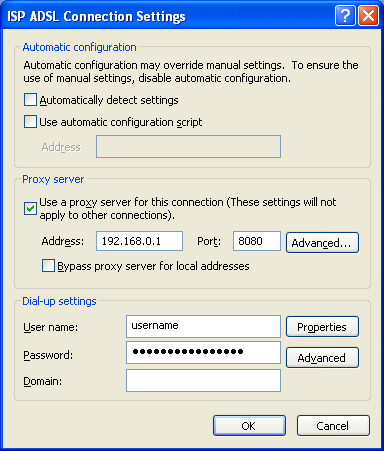 ISP ADSL Connection Settings
Automatic configuration
Automatic configuration may override manual settings. To ensure the
use of manual settings, disable automatic configuration.
Automatically detect settings
Use automatic configuration script
Address
Proxy server
Use a proxy server for this connection (These settings will not
apply to other connections).
Address: 192.168.0.1 Port: 8080 Advanced...
Bypass proxy server for local addresses
Dial-up settings
User name: username Properties
Password: ●●●●●●●●●●●●●●●● Advanced
Domain:
OK Cancel